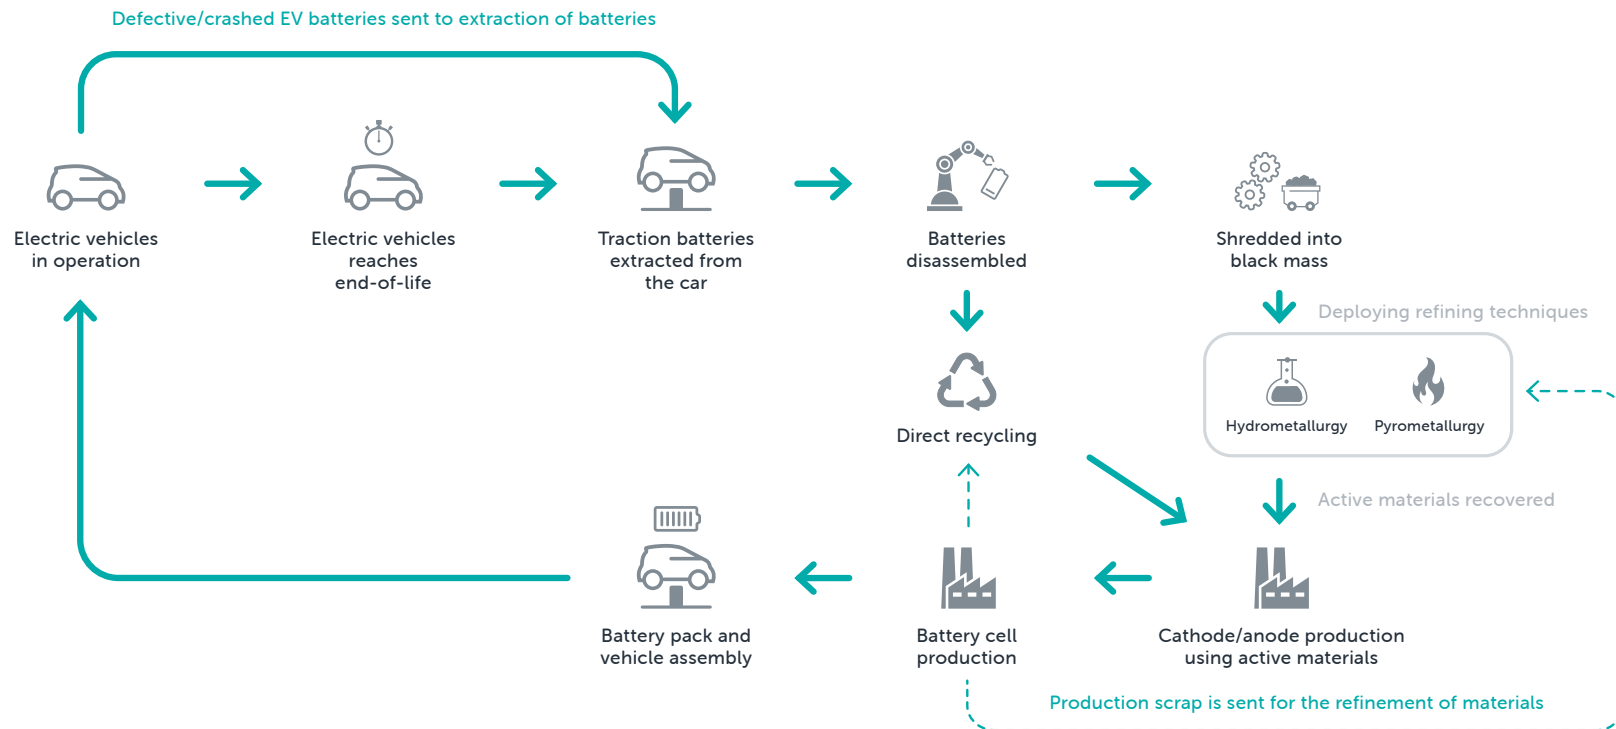 Defective/crashed EV batteries sent to extraction of batteries
Electric vehicles
in operation
Electric vehicles
reaches
end-of-life
Traction batteries
extracted from
the car
Batteries
disassembled
Shredded into
black mass
Deploying refining techniques
Hydrometallurgy
Pyrometallurgy
Direct recycling
Active materials recovered
Battery pack and
vehicle assembly
Battery cell
production
Cathode/anode production
using active materials
Production scrap is sent for the refinement of materials